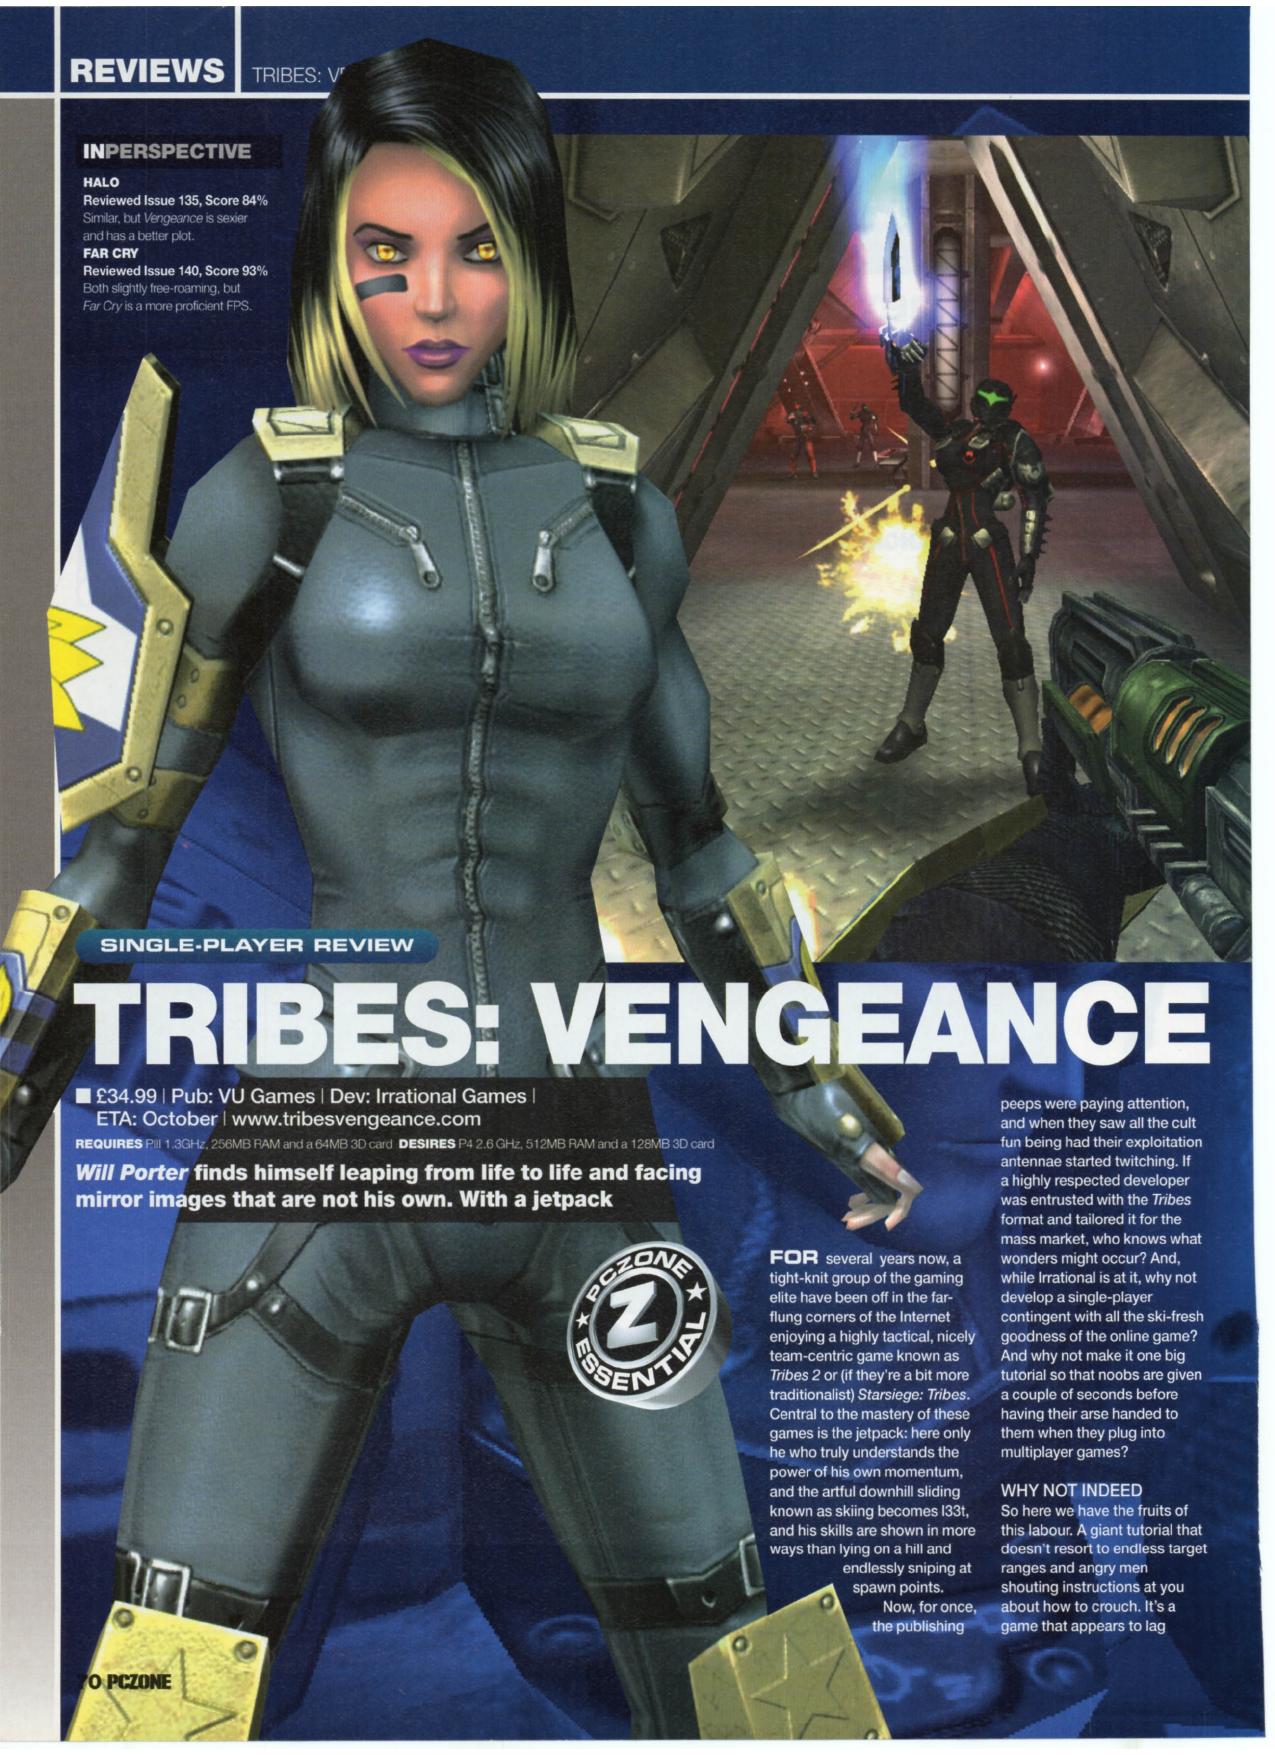 REVIEWS
TRIBES:
INPERSPECTIVE
HALO
Reviewed Issue 135, Score 84%
Similar, but Vengeance is sexier
and has a better plot.
FAR CRY
Reviewed Issue 140, Score 93%
Both slightly free-roaming, but
Far Cry is a more proficient FPS.
SINGLE-PLAYER REVIEW
TRIBES: VENGEANCE
■ £34.99 | Pub: VU Games | Dev: Irrational Games |
ETA: October | www.tribesvengeance.com
REQUIRES PIII 1.3GHz, 256MB RAM and a 64MB 3D card DESIRES P4 2.6 GHz, 512MB RAM and a 128MB 3D card
Will Porter finds himself leaping from life to life and facing
mirror images that are not his own. With a jetpack
PCZONE
Z
ESSENTIAL
FOR several years now, a
tight-knit group of the gaming
elite have been off in the far-
flung corners of the Internet
enjoying a highly tactical, nicely
team-centric game known as
Tribes 2 or (if they're a bit more
traditionalist) Starsiege: Tribes.
Central to the mastery of these
games is the jetpack: here only
he who truly understands the
power of his own momentum,
and the artful downhill sliding
known as skiing becomes l33t,
and his skills are shown in more
ways than lying on a hill and
endlessly sniping at
spawn points.
Now, for once,
the publishing
peeps were paying attention,
and when they saw all the cult
fun being had their exploitation
antennae started twitching. If
a highly respected developer
was entrusted with the Tribes
format and tailored it for the
mass market, who knows what
wonders might occur? And,
while Irrational is at it, why not
develop a single-player
contingent with all the ski-fresh
goodness of the online game?
And why not make it one big
tutorial so that noobs are given
a couple of seconds before
having their arse handed to
them when they plug into
multiplayer games?
WHY NOT INDEED
So here we have the fruits of
this labour. A giant tutorial that
doesn't resort to endless target
ranges and angry men
shouting instructions at you
about how to crouch. It's a
game that appears to lag
70 PCZONE